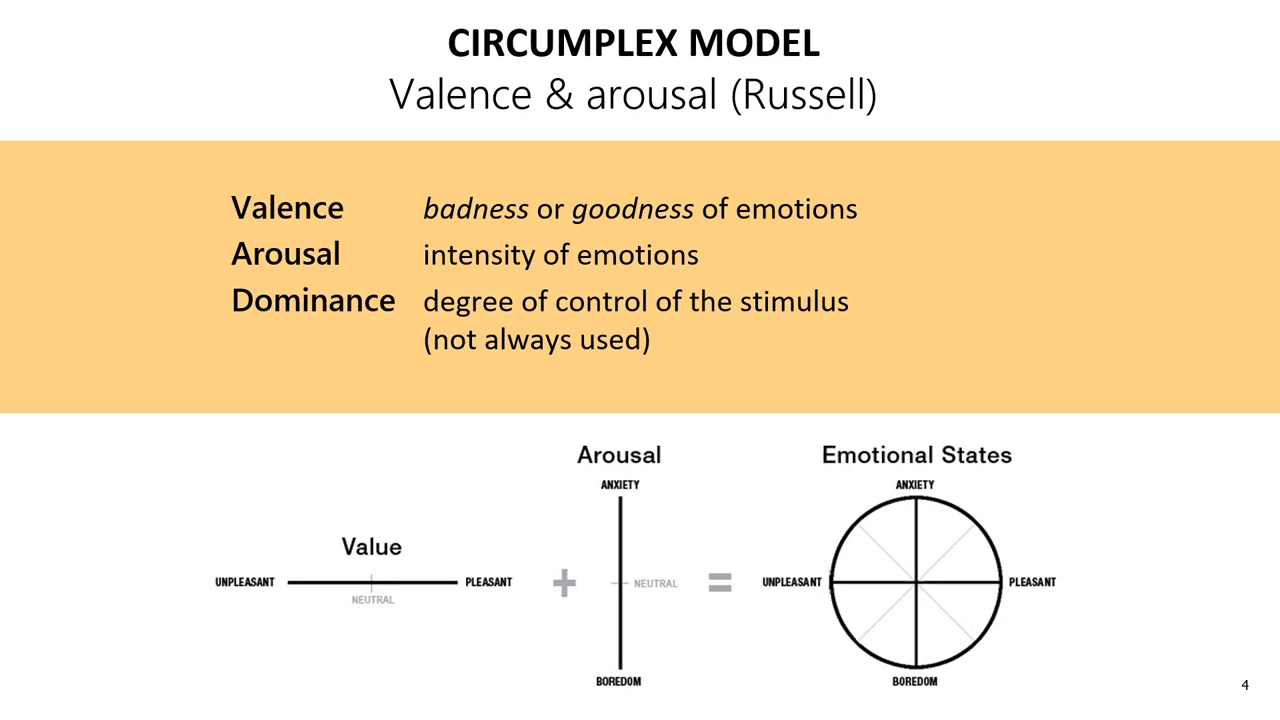 CIRCUMPLEX MODEL
Valence & arousal (Russell)
Valence badness or goodness of emotions
Arousal intensity of emotions
Dominance degree of control of the stimulus
(not always used)
Value
UNPLEASANT PLEASANT
NEUTRAL
+
Arousal
ANXIETY
NEUTRAL
BOREDOM
=
Emotional States
ANXIETY
UNPLEASANT PLEASANT
BOREDOM
4